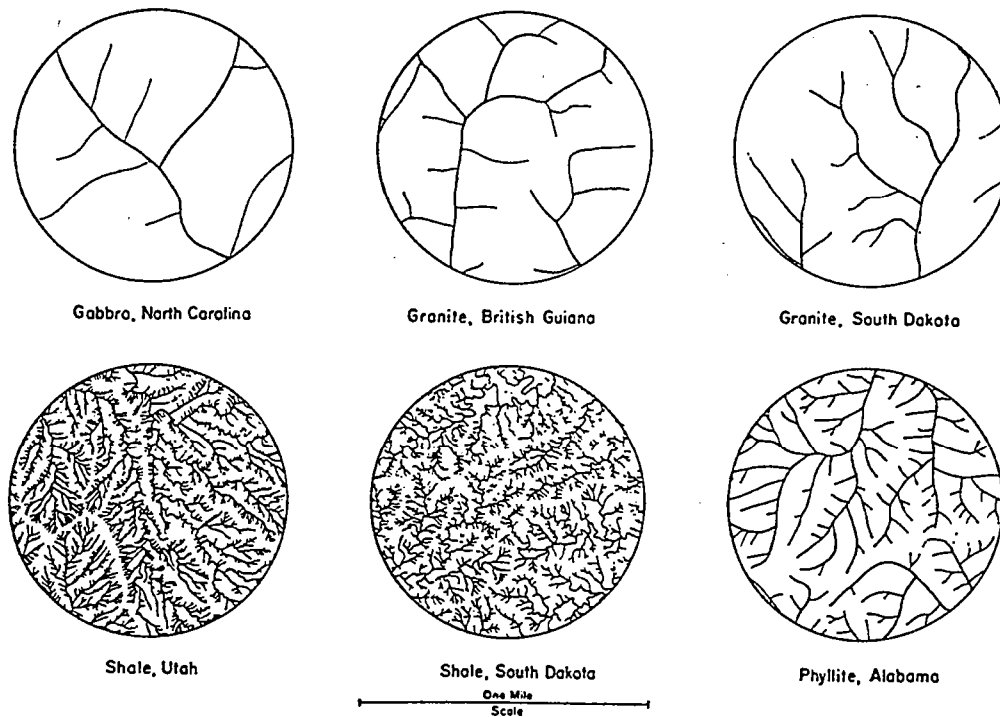 Gabbro, North Carolina
Granite, British Guiana
Granite, South Dakota
Shale, Utah
Shale, South Dakota
Phyllite, Alabama
One Mile
Scale